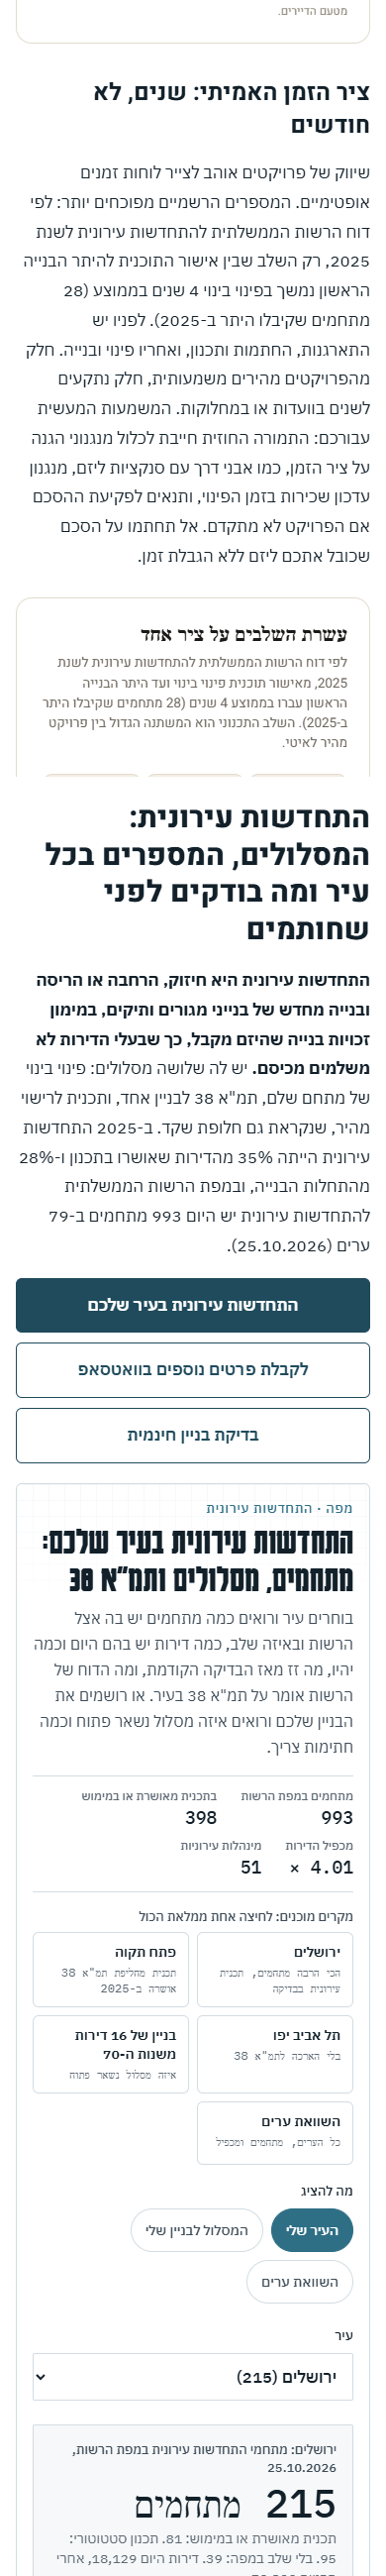 מטעם הדיירים.
ציר הזמן האמיתי: שנים, לא
חודשים
שיווק של פרויקטים אוהב לצייר לוחות זמנים
אופטימיים. המספרים הרשמיים מפוכחים יותר: לפי
דוח הרשות הממשלתית להתחדשות עירונית לשנת
2025, רק השלב שבין אישור התוכנית להיתר הבנייה
הראשון נמשך בפינוי בינוי 4 שנים בממוצע (28
מתחמים שקיבלו היתר ב-2025). לפניו יש
התארגנות, החתמות ותכנון, ואחריו פינוי ובנייה. חלק
מהפרויקטים מהירים משמעותית, חלק נתקעים
לשנים בוועדות או במחלוקות. המשמעות המעשית
עבורכם: התמורה החוזית חייבת לכלול מנגנוני הגנה
על ציר הזמן, כמו אבני דרך עם סנקציות ליזם, מנגנון
עדכון שכירות בזמן הפינוי, ותנאים לפקיעת ההסכם
אם הפרויקט לא מתקדם. אל תחתמו על הסכם
שכובל אתכם ליזם ללא הגבלת זמן.
עשרת השלבים על ציר אחד
לפי דוח הרשות הממשלתית להתחדשות עירונית לשנת
2025, מאישור תוכנית פינוי בינוי ועד היתר הבנייה
הראשון עברו בממוצע 4 שנים (28 מתחמים שקיבלו היתר
ב-2025). השלב התכנוני הוא המשתנה הגדול בין פרויקט
מהיר לאיטי.
התחדשות עירונית:
המסלולים, המספרים בכל
עיר ומה בודקים לפני
שחותמים
התחדשות עירונית היא חיזוק, הרחבה או הריסה
ובנייה מחדש של בנייני מגורים ותיקים, במימון
זכויות בנייה שהיזם מקבל, כך שבעלי הדירות לא
משלמים מכיסם. יש לה שלושה מסלולים: פינוי בינוי
של מתחם שלם, תמ"א 38 לבניין אחד, ותכנית לרישוי
מהיר, שנקראת גם חלופת שקד. ב-2025 התחדשות
עירונית הייתה 35% מהדירות שאושרו בתכנון ו-28%
מהתחלות הבנייה, ובמפת הרשות הממשלתית
להתחדשות עירונית יש היום 993 מתחמים ב-79
ערים (25.10.2026).
התחדשות עירונית בעיר שלכם
לקבלת פרטים נוספים בוואטסאפ
בדיקת בניין חינמית
מפה · התחדשות עירונית
התחדשות עירונית בעיר שלכם:
מתחמים, מסלולים ותמ"א 38
בוחרים עיר ורואים כמה מתחמים יש בה אצל
הרשות ובאיזה שלב, כמה דירות יש בהם היום וכמה
יהיו, מה זז מאז הבדיקה הקודמת, ומה הדוח של
הרשות אומר על תמ"א 38 בעיר. או רושמים את
הבניין שלכם ורואים איזה מסלול נשאר פתוח וכמה
חתימות צריך.
מתחמים במפת הרשות
993
בתכנית מאושרת או במימוש
398
מכפיל הדירות
4.01 ×
מינהלות עירוניות
51
מקרים מוכנים: לחיצה אחת ממלאת הכול
ירושלים
הכי הרבה מתחמים, תכנית
עירונית בבדיקה
פתח תקוה
תכנית מחליפת תמ"א 38
אושרה ב-2025
תל אביב יפו
בלי הארכה לתמ"א 38
בניין של 16 דירות
משנות ה-70
איזה מסלול נשאר פתוח
השוואת ערים
כל הערים, מתחמים ומכפיל
מה להציג
העיר שלי
המסלול לבניין שלי
השוואת ערים
עיר
ירושלים (215)
ירושלים: מתחמי התחדשות עירונית במפת הרשות,
25.10.2026
215 מתחמים
תכנית מאושרת או במימוש: 81. תכנון סטטוטורי:
95. בלי שלב במפה: 39. דירות היום 18,129, אחרי